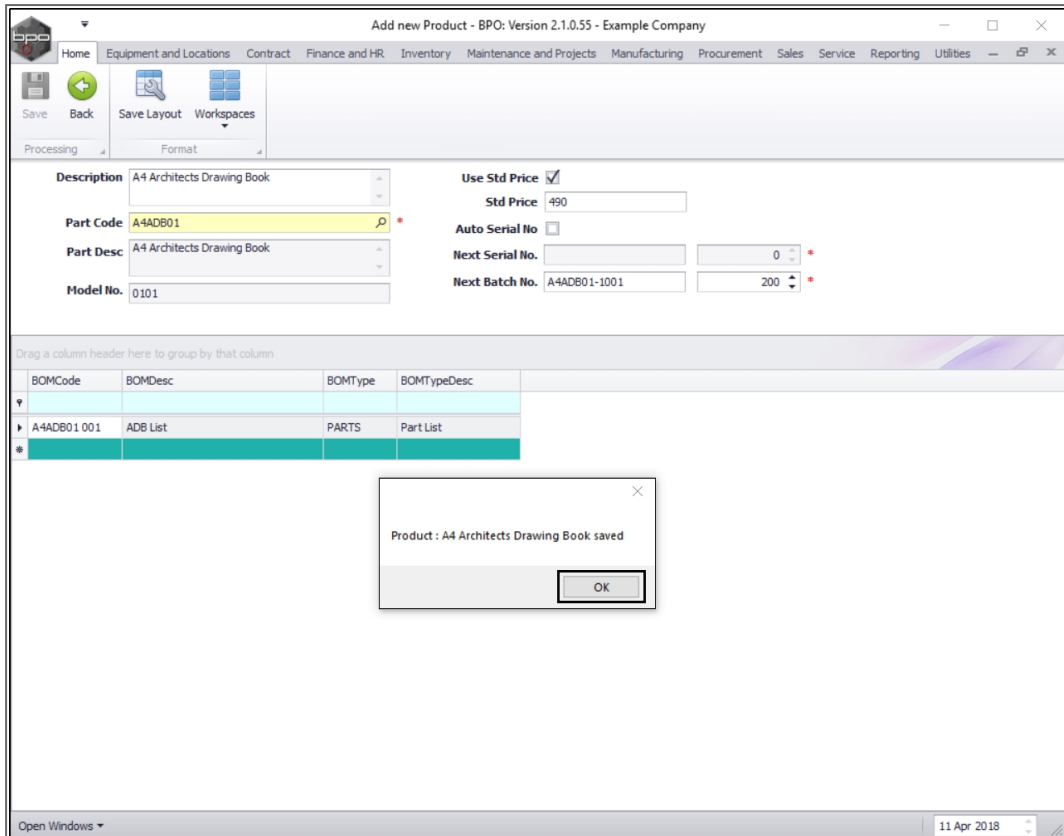 Add new Product - BPO: Version 2.1.0.55 - Example Company
bpo
Home Equipment and Locations Contract Finance and HR Inventory Maintenance and Projects Manufacturing Procurement Sales Service Reporting Utilities
Save Back Save Layout Workspaces
Processing Format
Description A4 Architects Drawing Book Use Std Price
Std Price 490
Part Code A4ADB01 * Auto Serial No
Part Desc A4 Architects Drawing Book Next Serial No. 0 *
Next Batch No. A4ADB01-1001 200 *
Model No. 0101
Drag a column header here to group by that column
BOMCode BOMDesc BOMType BOMTypeDesc
A4ADB01 001 ADB List PARTS Part List
Product : A4 Architects Drawing Book saved
OK
Open Windows 11 Apr 2018